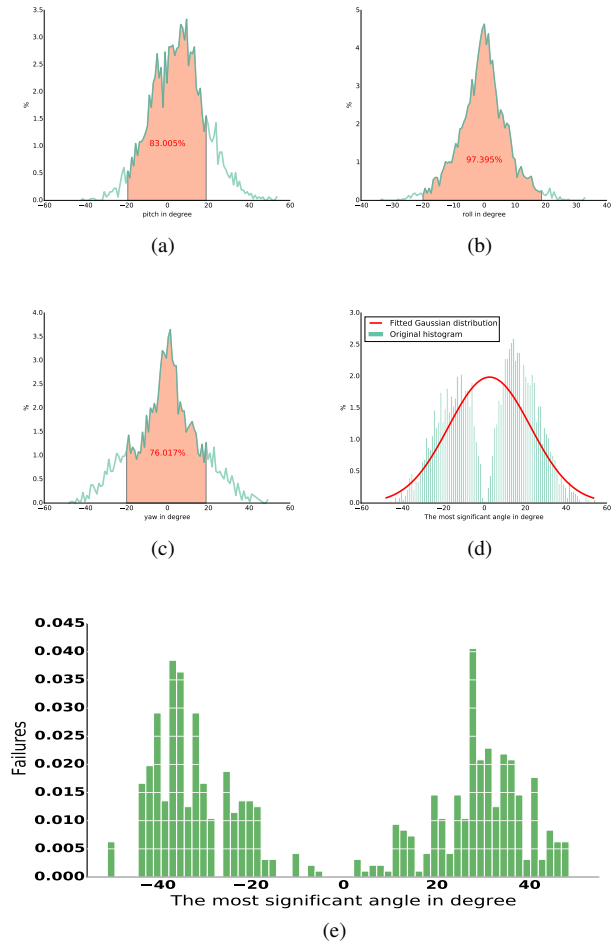 3.5
3.0
2.5
2.0
1.5
1.0
0.5
0.0
%
83.005%
−60 −40 −20 0 20 40 60
pitch in degree
(a)
5
4
3
2
1
0
%
97.395%
−40 −30 −20 −10 0 10 20 30 40
roll in degree
(b)
4.0
3.5
3.0
2.5
2.0
1.5
1.0
0.5
0.0
%
76.017%
−60 −40 −20 0 20 40 60
yaw in degree
(c)
3.0
2.5
2.0
1.5
1.0
0.5
0.0
%
Fitted Gaussian distribution
Original histogram
−60 −40 −20 0 20 40 60
The most significant angle in degree
(d)
0.045
0.040
0.035
0.030
0.025
0.020
0.015
0.010
0.005
0.000
Failures
−40 −20 0 20 40
The most significant angle in degree
(e)